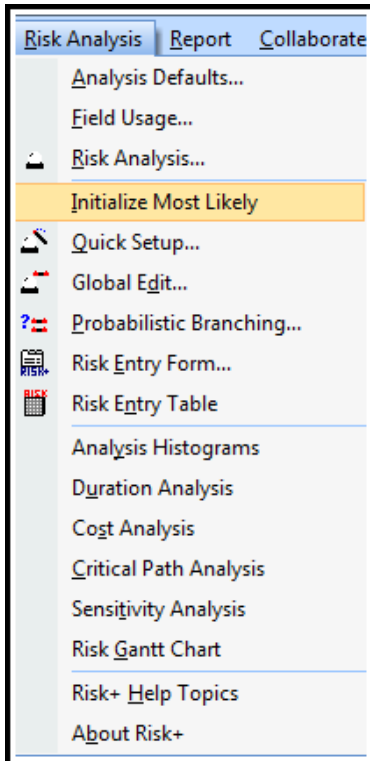 Risk Analysis Report Collaborate
Analysis Defaults...
Field Usage...
Risk Analysis...
Initialize Most Likely
Quick Setup...
Global Edit...
Probabilistic Branching...
Risk Entry Form...
Risk Entry Table
Analysis Histograms
Duration Analysis
Cost Analysis
Critical Path Analysis
Sensitivity Analysis
Risk Gantt Chart
Risk+ Help Topics
About Risk+